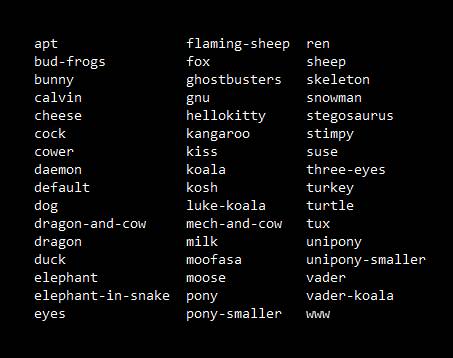 apt flaming-sheep ren
bud-frogs fox sheep
bunny ghostbusters skeleton
calvin gnu snowman
cheese hellokitty stegosaurus
cock kangaroo stimpy
cower kiss suse
daemon koala three-eyes
default kosh turkey
dog luke-koala turtle
dragon-and-cow mech-and-cow tux
dragon milk unipony
duck moofasa unipony-smaller
elephant moose vader
elephant-in-snake pony vader-koala
eyes pony-smaller www